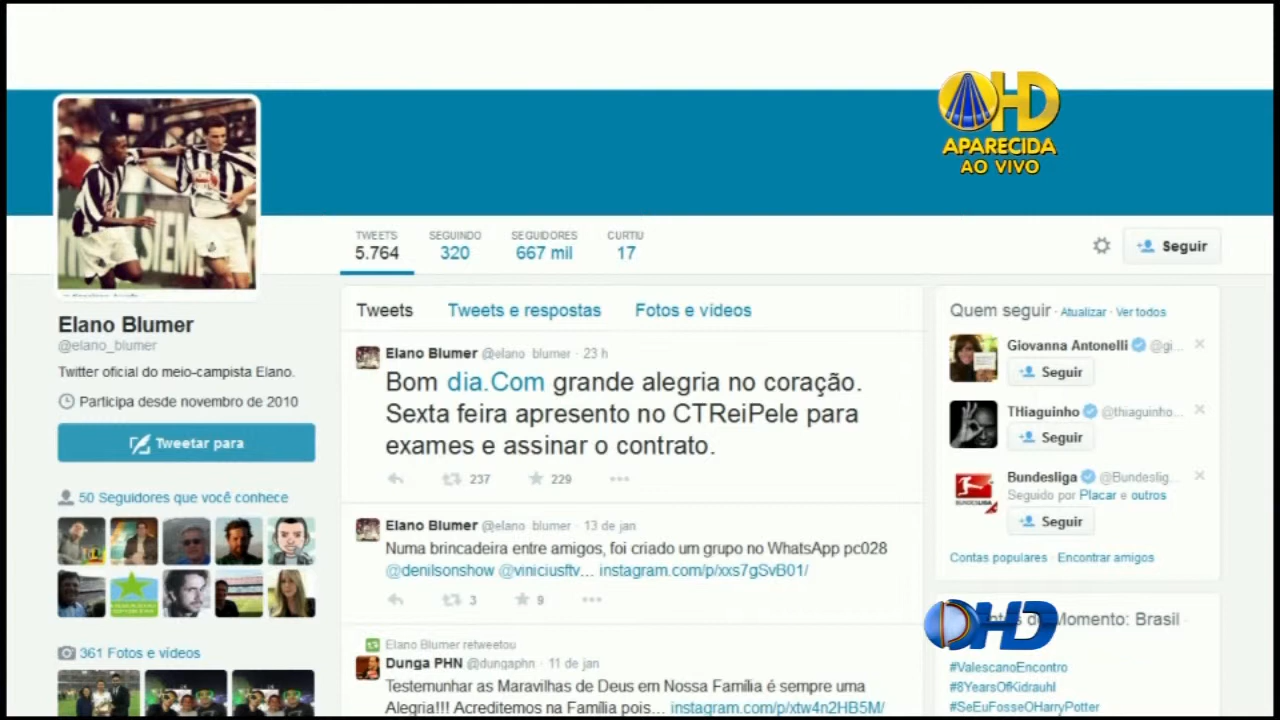 HD
APARECIDA
AO VIVO
TWEETS
5.764
SEGUINDO
320
SEGUIDORES
667 mil
CURTIU
17
Seguir
Elano Blumer
@elano_blumer
Twitter oficial do meio-campista Elano.
Participa desde novembro de 2010
Tweetar para
50 Seguidores que você conhece
361 Fotos e vídeos
Tweets
Tweets e respostas
Fotos e vídeos
Elano Blumer @elano_blumer · 23 h
Bom dia.Com grande alegria no coração.
Sexta feira apresento no CTReiPele para
exames e assinar o contrato.
237
229
Elano Blumer @elano_blumer · 13 de jan
Numa brincadeira entre amigos, foi criado um grupo no WhatsApp pc028
@denilsonshow @viniciusftv... instagram.com/p/xxs7gSvB01/
3
9
Elano Blumer retweetou
Dunga PHN @dungaphn · 11 de jan
Testemunhar as Maravilhas de Deus em Nossa Família é sempre uma
Alegria!!! Acreditemos na Família pois... instagram.com/p/xtw4n2HB5M/
Quem seguir · Atualizar · Ver todos
Giovanna Antonelli @gi...
Seguir
THiaguinho @thiaguinho...
Seguir
Bundesliga @Bundeslig...
Seguido por Placar e outros
Seguir
Contas populares · Encontrar amigos
HD
do Momento: Brasil
#ValescanoEncontro
#8YearsOfKidrauhl
#SeEuFosseOHarryPotter